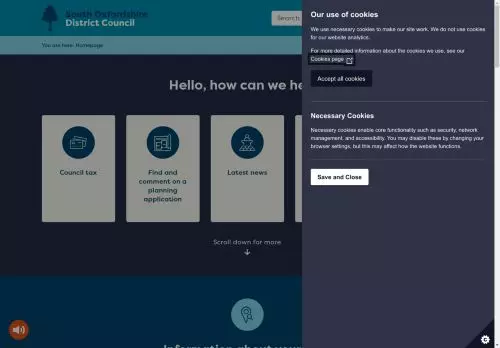 South Oxfordshire
District Council
Search
You are here: Homepage
Hello, how can we he
Council tax
Find and
comment on a
planning
application
Latest news
Scroll down for more
Information about your
Our use of cookies
We use necessary cookies to make our site work. We do not use cookies
for our website analytics.
For more detailed information about the cookies we use, see our
Cookies page
Accept all cookies
Necessary Cookies
Necessary cookies enable core functionality such as security, network
management, and accessibility. You may disable these by changing your
browser settings, but this may affect how the website functions.
Save and Close